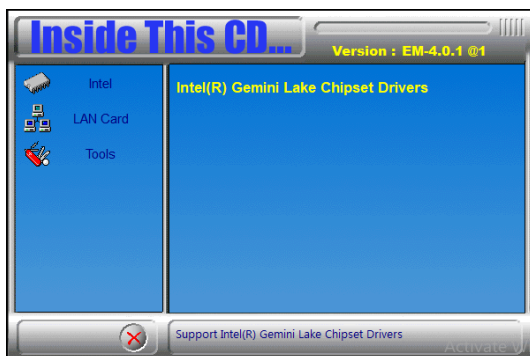 Inside This CD...
Version : EM-4.0.1 @1
Intel
Intel(R) Gemini Lake Chipset Drivers
LAN Card
Tools
Support Intel(R) Gemini Lake Chipset Drivers
Activate